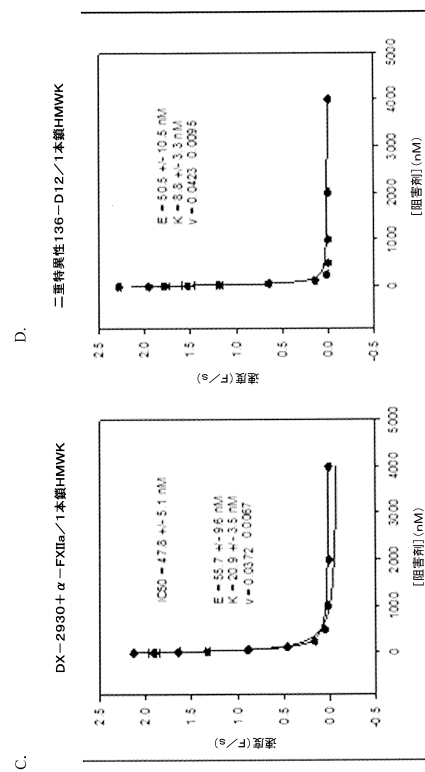 C.
DX-2930+α-FXIIa/1本鎖HMWK
2.5
2.0
1.5
1.0
0.5
0.0
-0.5
速度(F/s)
IC50 = 47.8 +/- 5.1 nM
E = 55.7 +/- 9.6 nM
K = 20.9 +/- 3.5 nM
V = 0.0372 0.0067
0
1000
2000
3000
4000
5000
[阻害剤](nM)
D.
二重特異性136-D12/1本鎖HMWK
2.5
2.0
1.5
1.0
0.5
0.0
-0.5
速度(F/s)
E = 50.5 +/- 10.5 nM
K = 8.8 +/- 3.3 nM
V = 0.0423 0.0095
0
1000
2000
3000
4000
5000
[阻害剤](nM)